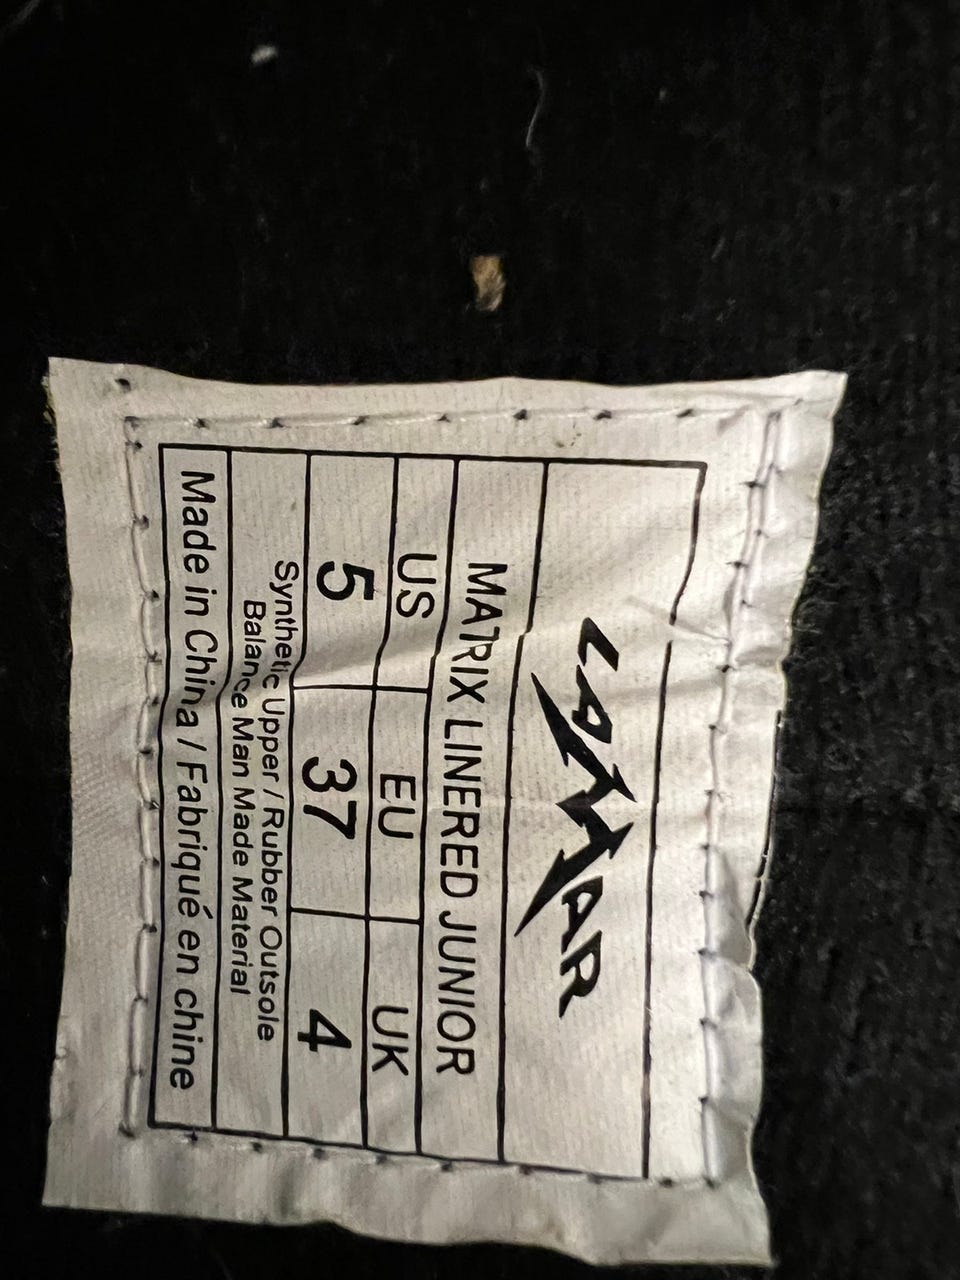 LAMAR
MATRIX LINERED JUNIOR
US EU UK
5 37 4
Synthetic Upper / Rubber Outsole
Balance Man Made Material
Made in China / Fabriqué en chine